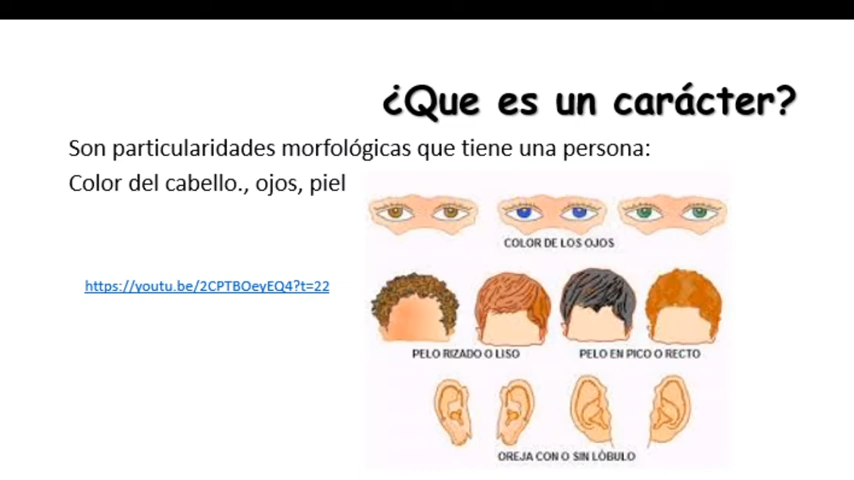 ¿Que es un carácter?
Son particularidades morfológicas que tiene una persona:
Color del cabello., ojos, piel
COLOR DE LOS OJOS
https://youtu.be/2CPTBOeyEQ4?t=22
PELO RIZADO O LISO
PELO EN PICO O RECTO
OREJA CON O SIN LÒBULO